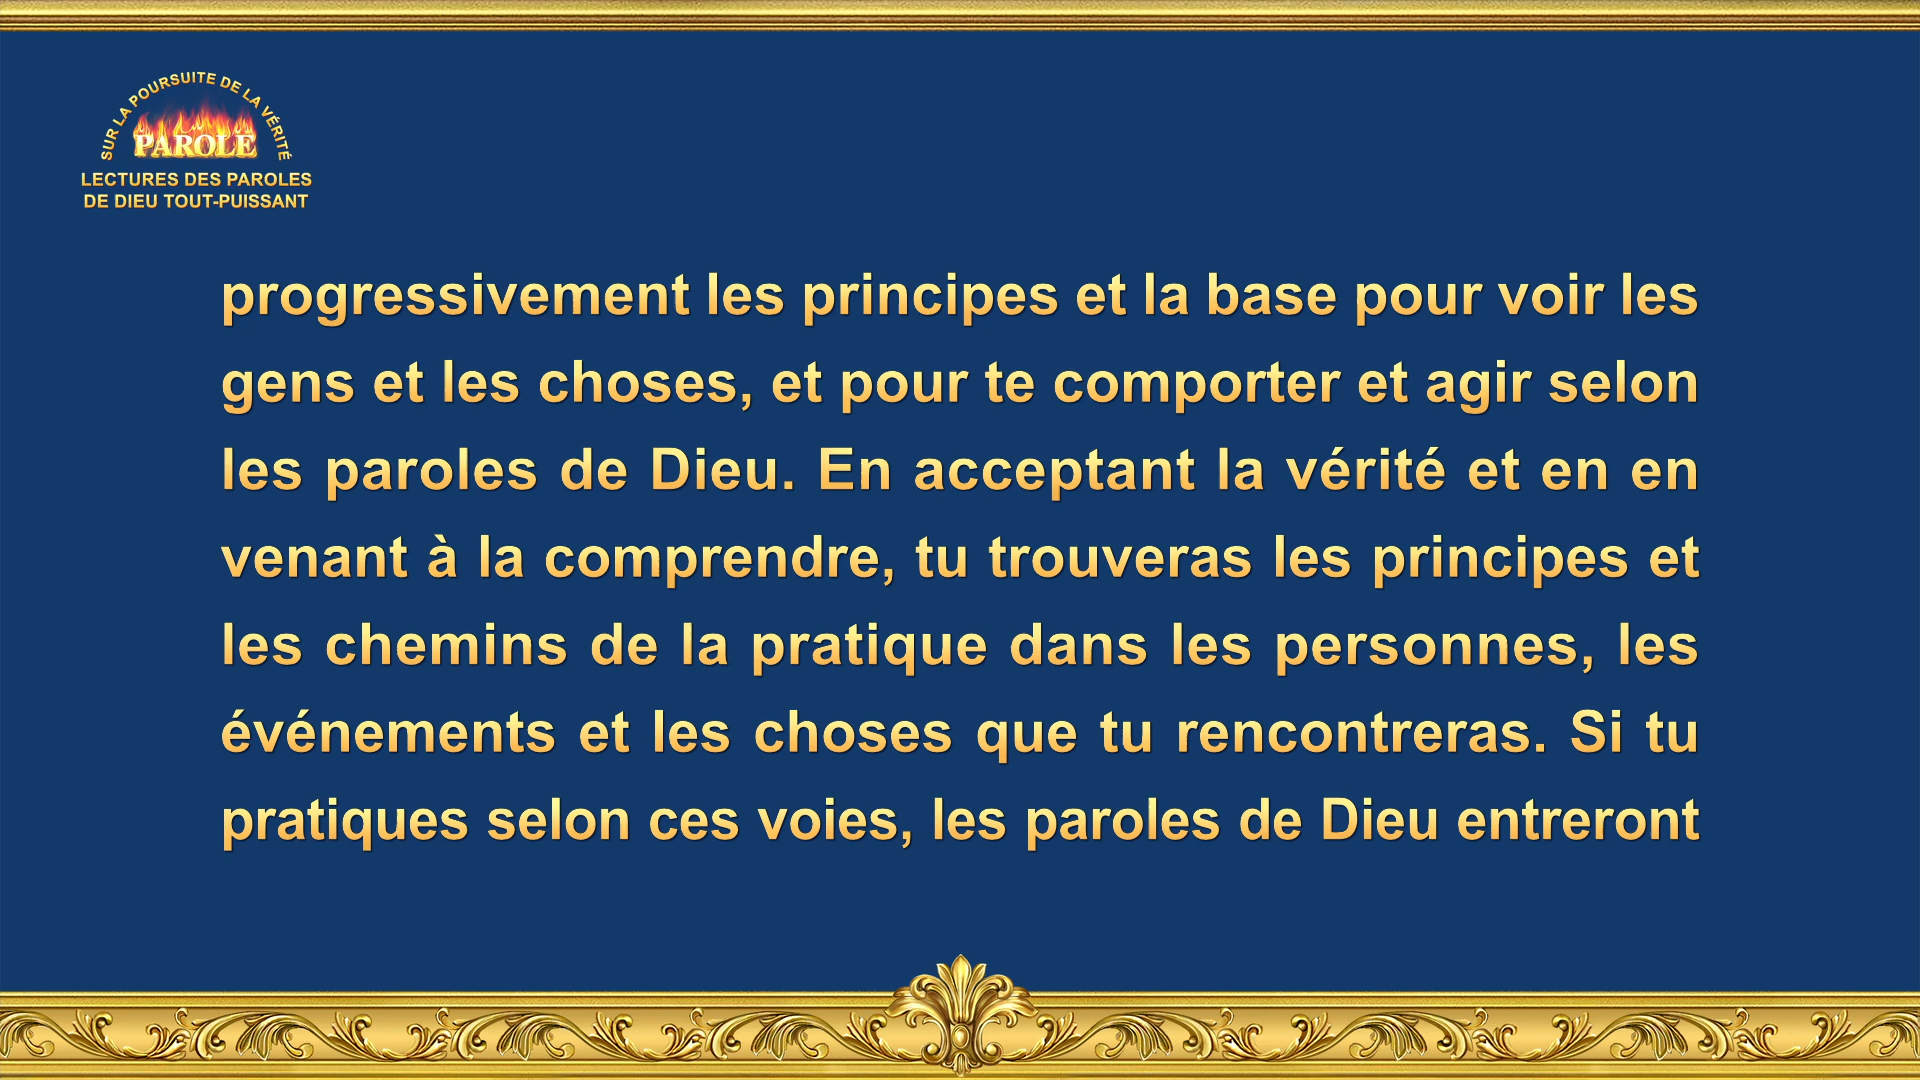 SUR LA POURSUITE DE LA VÉRITÉ
PAROLE
LECTURES DES PAROLES
DE DIEU TOUT-PUISSANT
progressivement les principes et la base pour voir les
gens et les choses, et pour te comporter et agir selon
les paroles de Dieu. En acceptant la vérité et en en
venant à la comprendre, tu trouveras les principes et
les chemins de la pratique dans les personnes, les
événements et les choses que tu rencontreras. Si tu
pratiques selon ces voies, les paroles de Dieu entreront